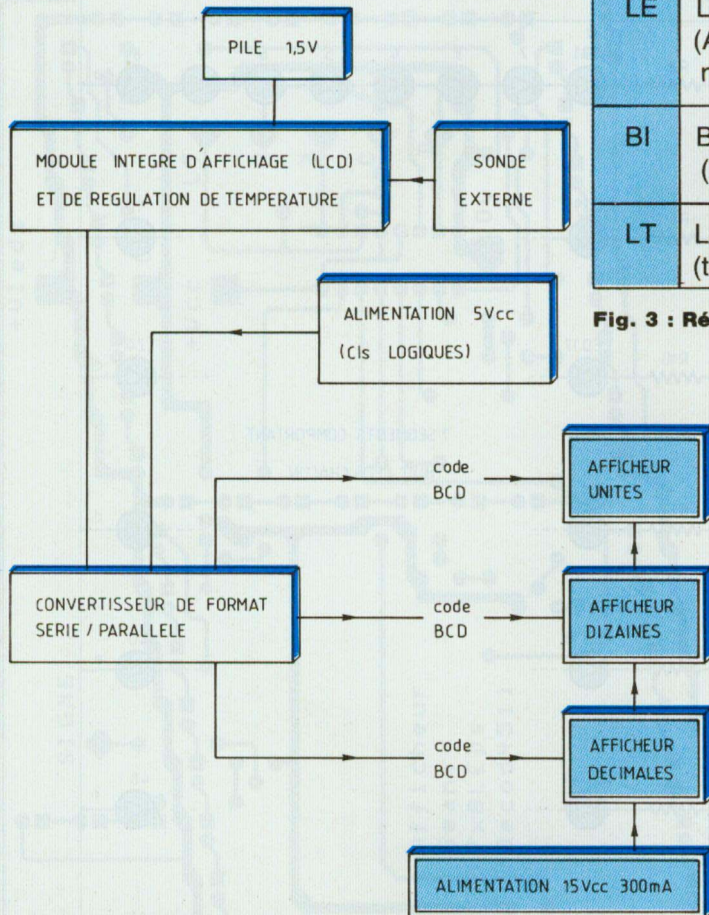 PILE 1,5V
MODULE INTEGRE D'AFFICHAGE (LCD)
ET DE REGULATION DE TEMPERATURE
SONDE
EXTERNE
ALIMENTATION 5Vcc
(CIs LOGIQUES)
code
BCD
AFFICHEUR
UNITES
CONVERTISSEUR DE FORMAT
SERIE / PARALLELE
code
BCD
AFFICHEUR
DIZAINES
code
BCD
AFFICHEUR
DECIMALES
ALIMENTATION 15Vcc 300mA
LE
BI
LT
Fig. 3 :